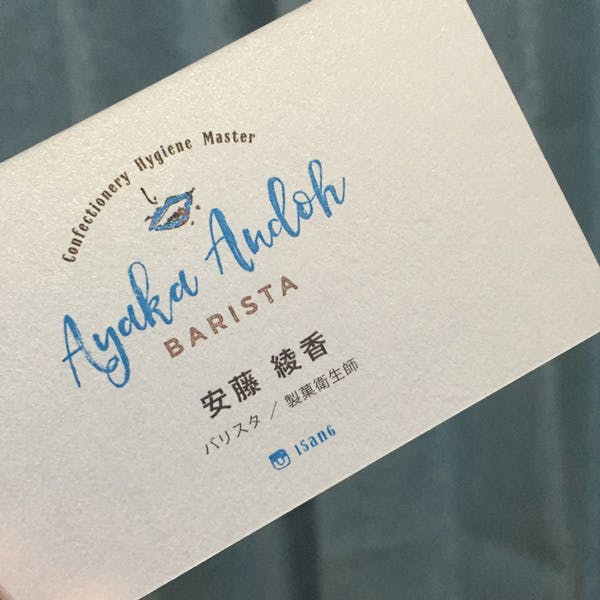 Confectionery Hygiene Master
Ayaka Andoh
BARISTA
安藤 綾香
バリスタ / 製菓衛生師
15an6